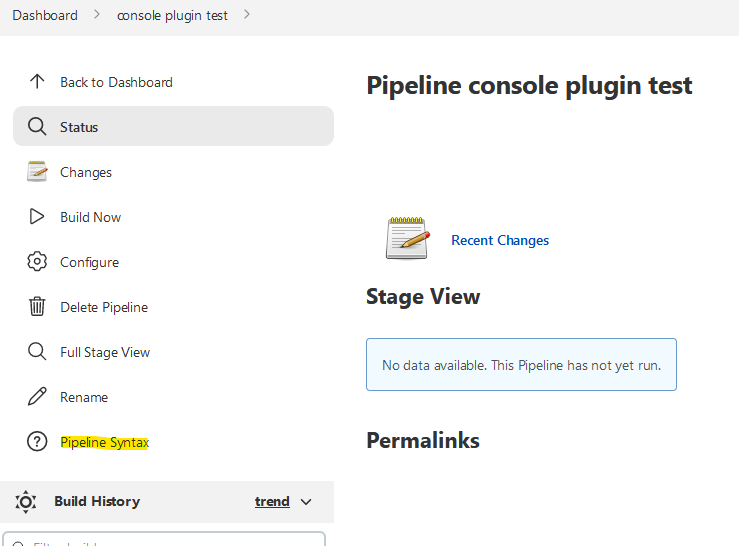 Dashboard > console plugin test >
Back to Dashboard
Status
Changes
Build Now
Configure
Delete Pipeline
Full Stage View
Rename
Pipeline Syntax
Build History trend
Pipeline console plugin test
Recent Changes
Stage View
No data available. This Pipeline has not yet run.
Permalinks